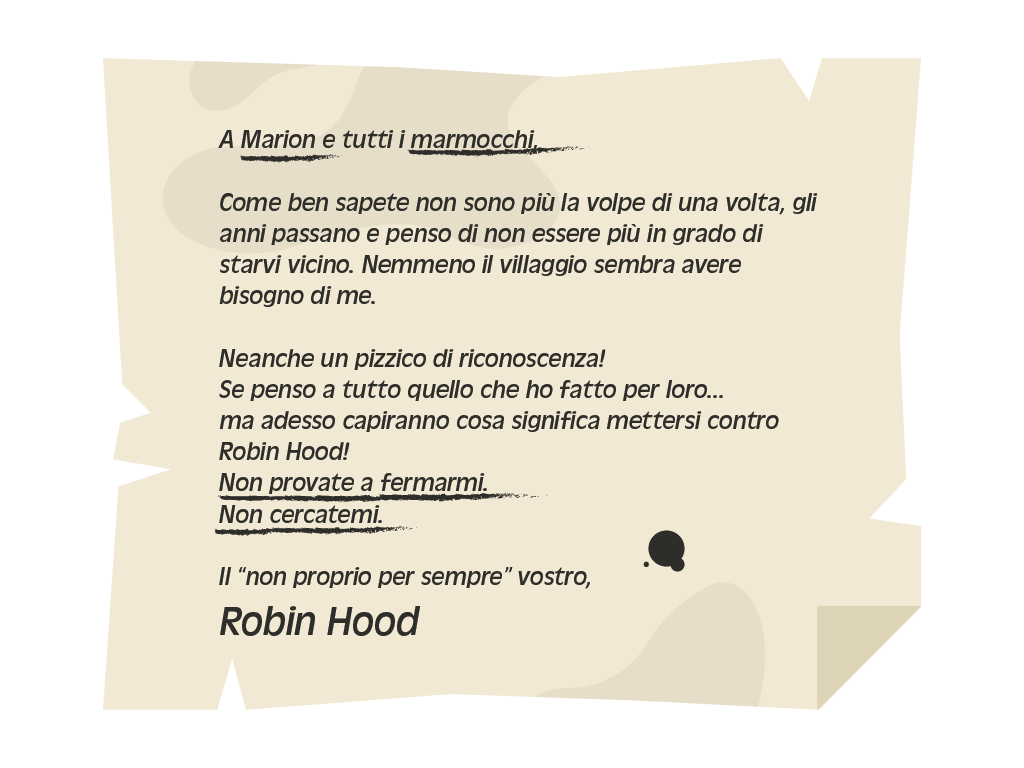 A Marion e tutti i marmocchi,
Come ben sapete non sono più la volpe di una volta, gli
anni passano e penso di non essere più in grado di
starvi vicino. Nemmeno il villaggio sembra avere
bisogno di me.
Neanche un pizzico di riconoscenza!
Se penso a tutto quello che ho fatto per loro...
ma adesso capiranno cosa significa mettersi contro
Robin Hood!
Non provate a fermarmi.
Non cercatemi.
Il “non proprio per sempre” vostro,
Robin Hood